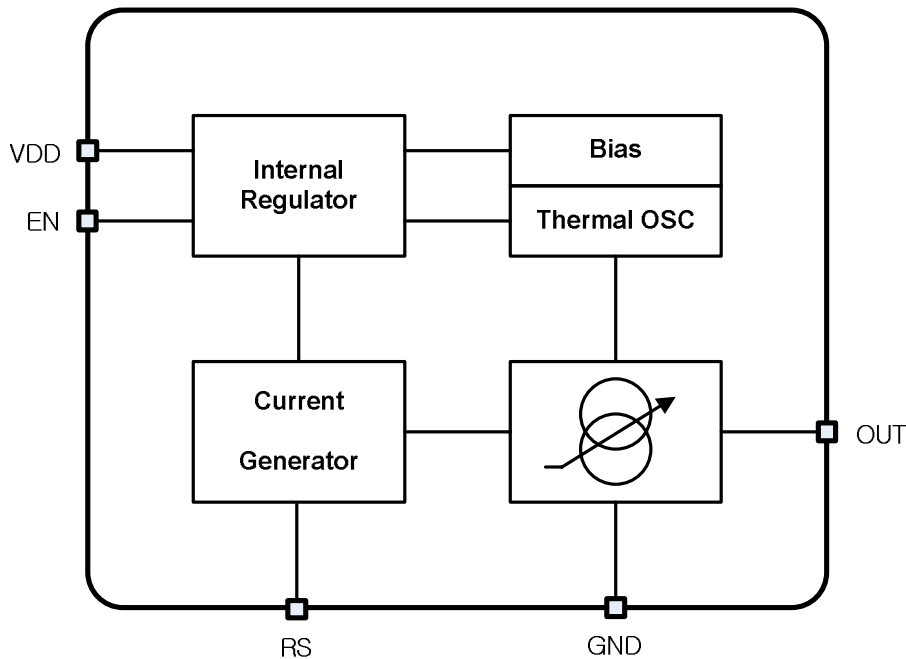 VDD
EN
Internal
Regulator
Bias
Thermal OSC
Current
Generator
OUT
RS
GND